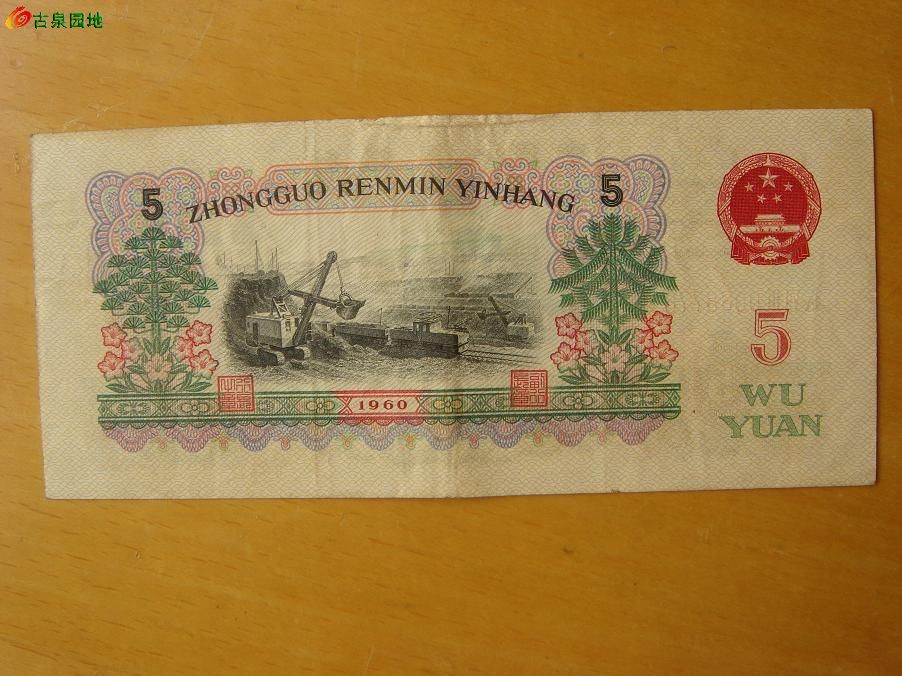 古泉园地
5
ZHONGGUO RENMIN YINHANG
5
5
WU
YUAN
1960